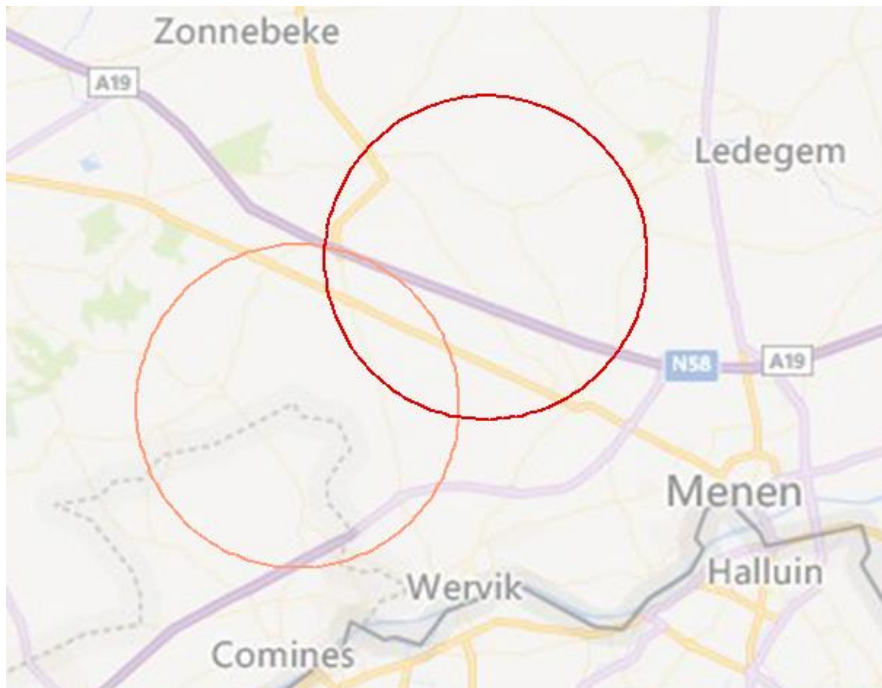 Zonnebeke
A19
Ledegem
N58
A19
Menen
Halluin
Wervik
Comines